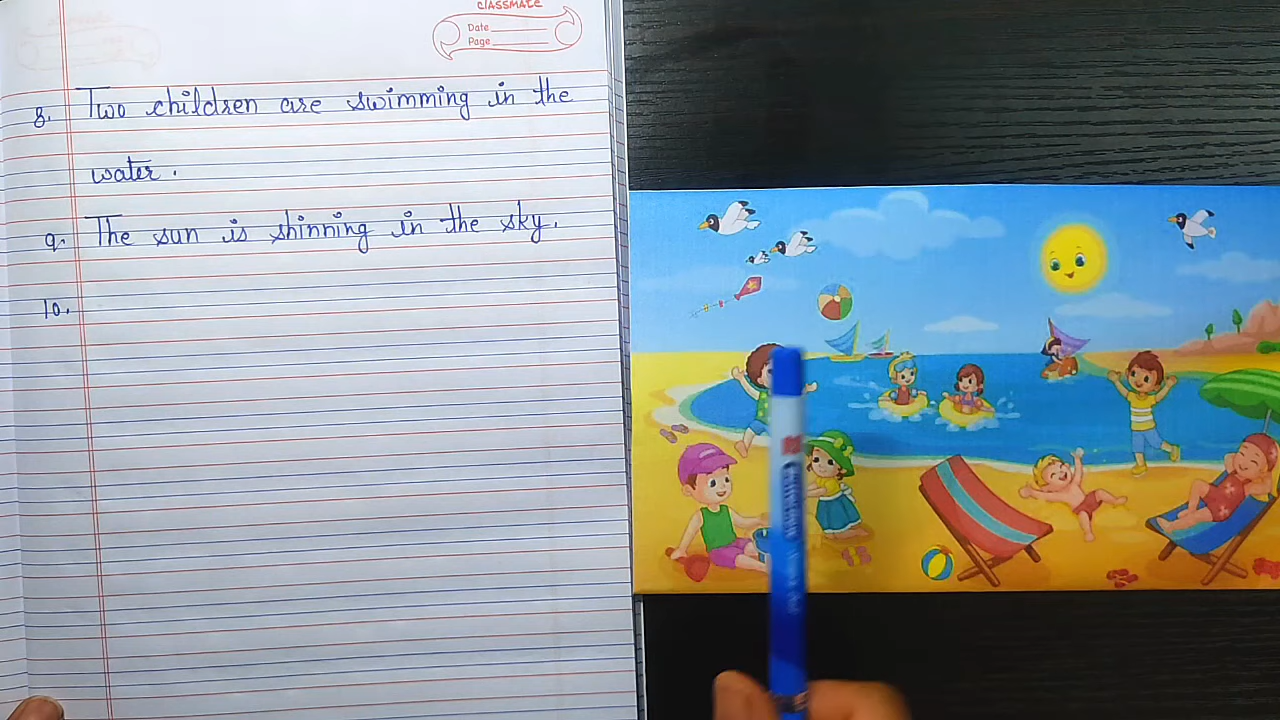 CLASSMATE
Date
Page
8. Two children are swimming in the
water.
9. The sun is shinning in the sky.
10.